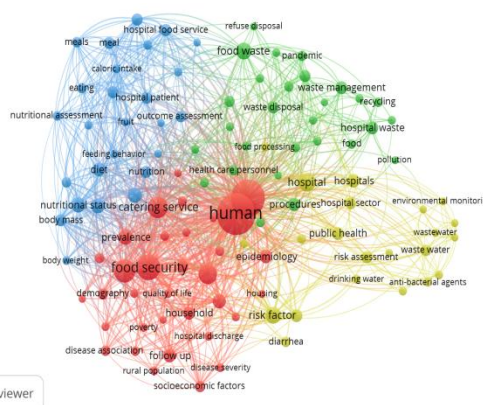 refuse disposal
hospital food service
meals
meal
food waste
pandemic
caloric intake
eating
hospital patient
waste management
recycling
nutritional assessment
fruit
outcome assessment
waste disposal
hospital waste
food processing
food
feeding behavior
diet
nutrition
health care personnel
pollution
hospital
hospitals
nutritional status
catering service
human
procedures
hospital sector
environmental monitori
body mass
prevalence
public health
wastewater
waste water
body weight
food security
epidemiology
risk assessment
drinking water
anti-bacterial agents
demography
quality of life
housing
household
risk factor
poverty
hospital discharge
diarrhea
disease association
follow up
rural population
disease severity
socioeconomic factors
viewer